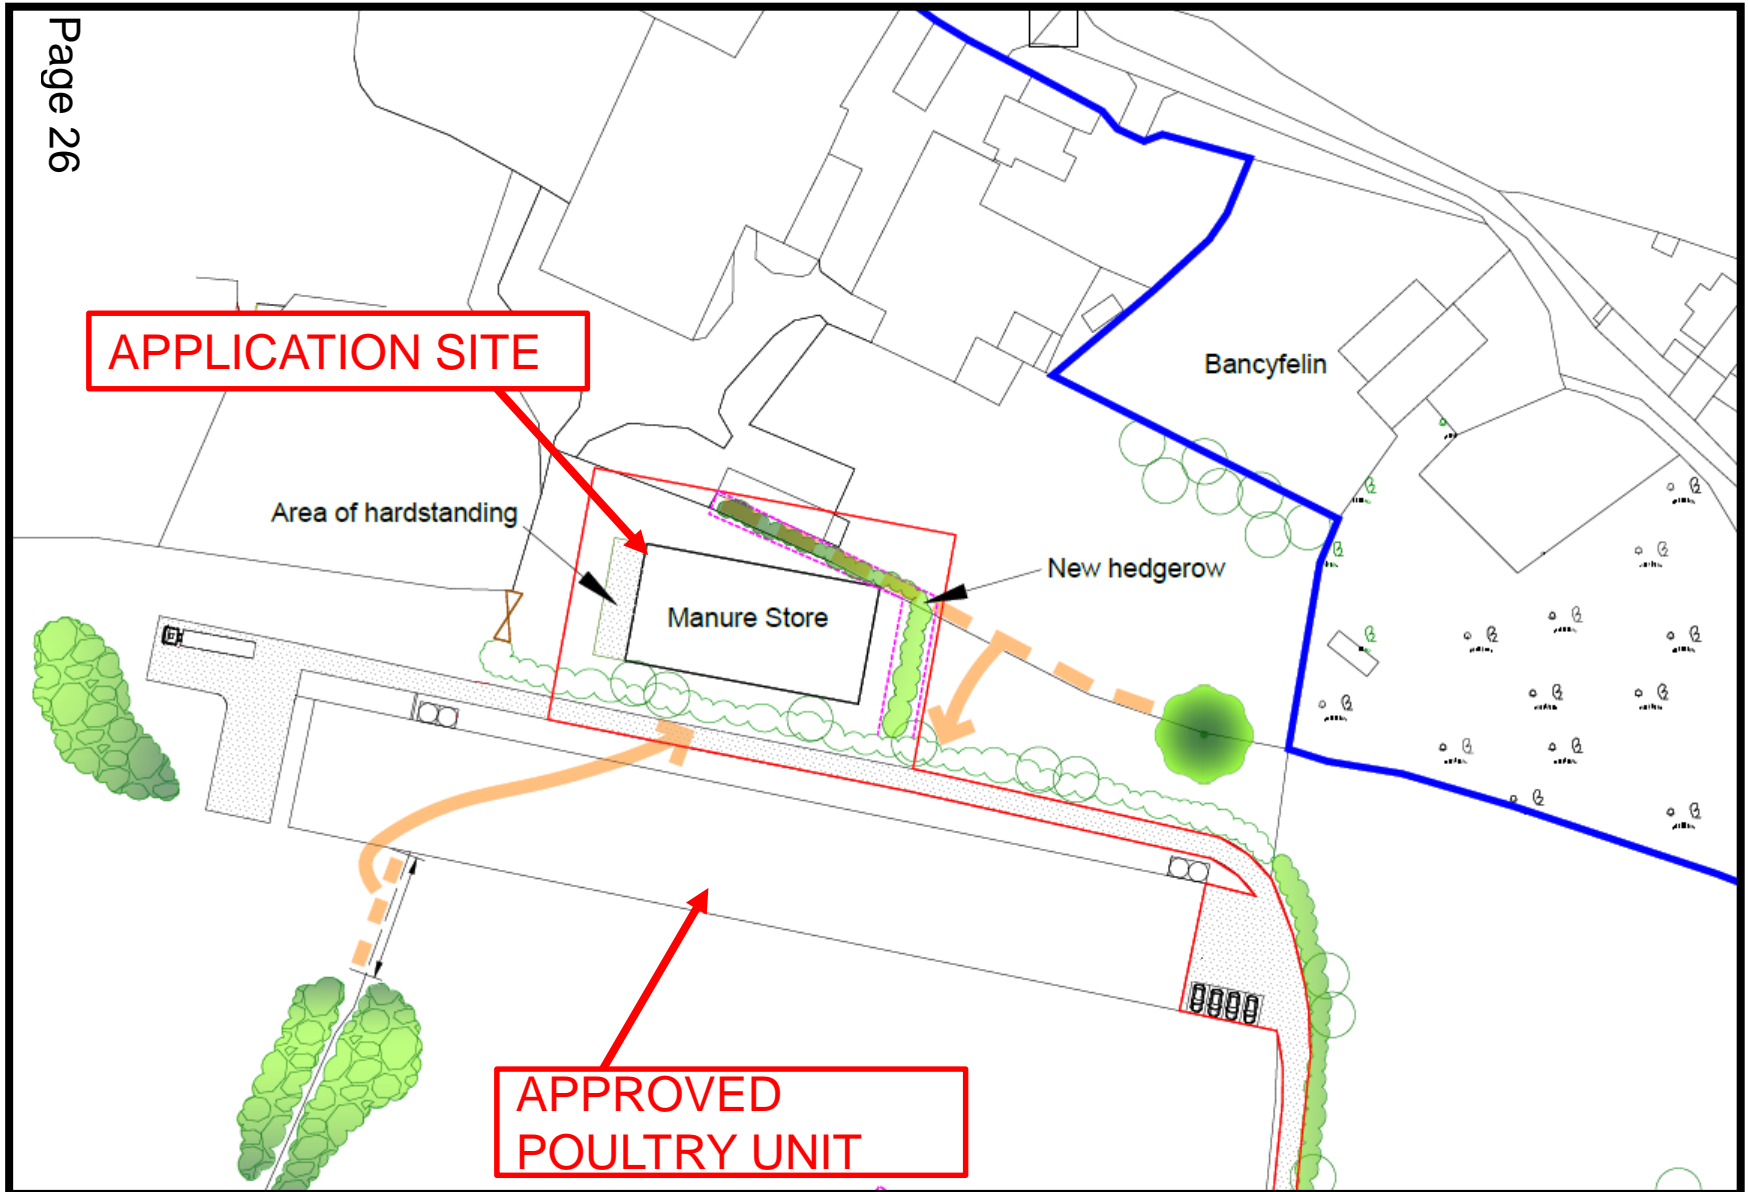 Page 26
APPLICATION SITE
Bancyfelin
Area of hardstanding
New hedgerow
Manure Store
APPROVED
POULTRY UNIT